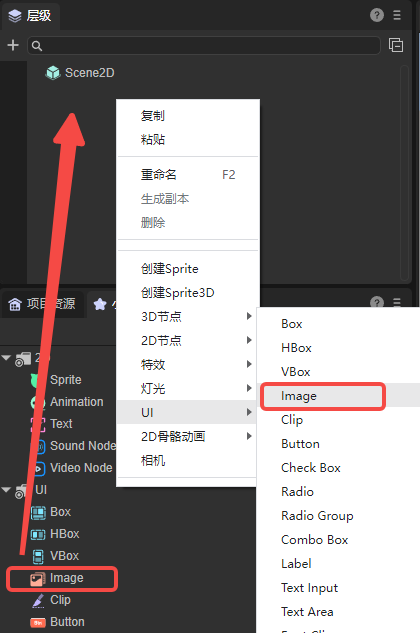 层级
Scene2D
复制
粘贴
重命名 F2
生成副本
删除
创建Sprite
创建Sprite3D
3D节点
2D节点
特效
灯光
UI
2D骨骼动画
相机
Box
HBox
VBox
Image
Clip
Button
Check Box
Radio
Radio Group
Combo Box
Label
Text Input
Text Area
项目资源
小
Sprite
Animation
Text
Sound Node
Video Node
UI
Box
HBox
VBox
Image
Clip
Button